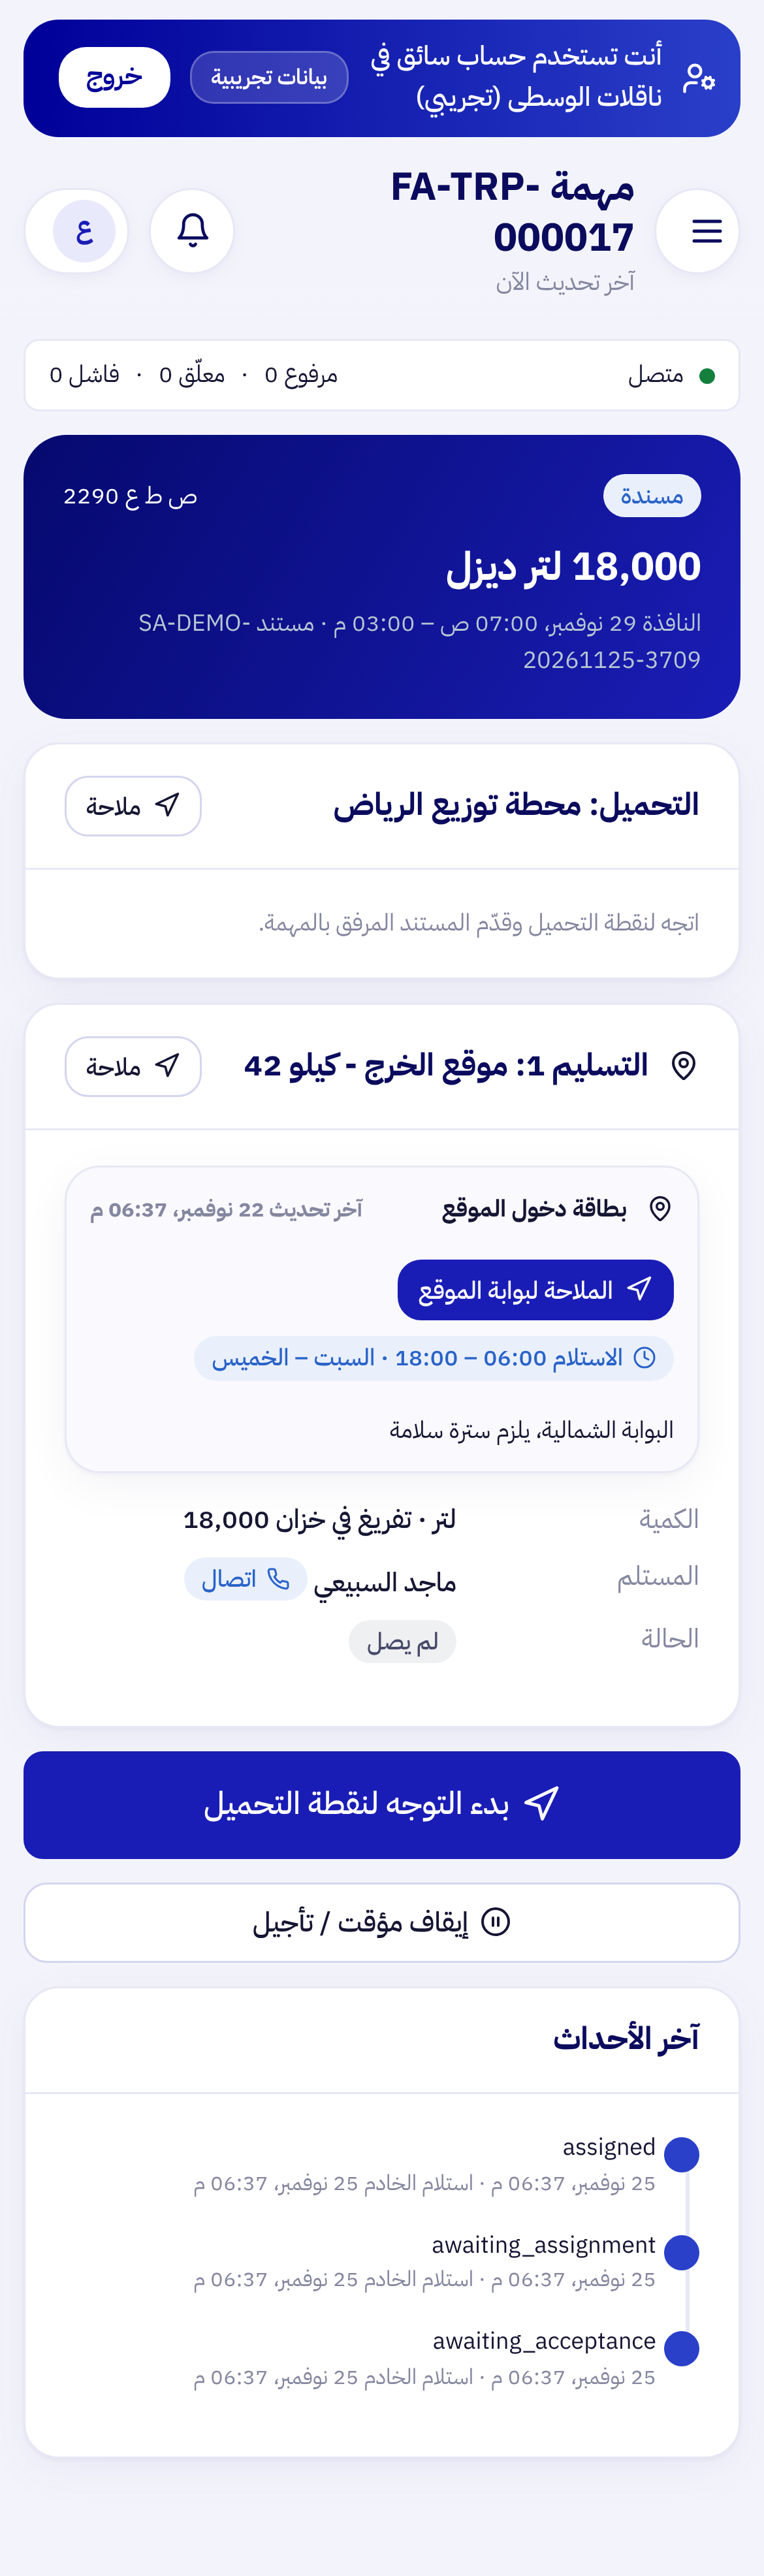 أنت تستخدم حساب سائق في
ناقلات الوسطى (تجريبي)
بيانات تجريبية
خروج
مهمة FA-TRP-
000017
آخر تحديث الآن
ع
متصل
مرفوع 0 · معلّق 0 · فاشل 0
مسندة
ص ط ع 2290
18,000 لتر ديزل
النافذة 29 نوفمبر، 07:00 ص – 03:00 م · مستند SA-DEMO-
20261125-3709
التحميل: محطة توزيع الرياض
ملاحة
اتجه لنقطة التحميل وقدّم المستند المرفق بالمهمة.
التسليم 1: موقع الخرج - كيلو 42
ملاحة
بطاقة دخول الموقع
آخر تحديث 22 نوفمبر، 06:37 م
الملاحة لبوابة الموقع
الاستلام 06:00 – 18:00 · السبت – الخميس
البوابة الشمالية، يلزم سترة سلامة
الكمية
لتر · تفريغ في خزان 18,000
المستلم
ماجد السبيعي
اتصال
الحالة
لم يصل
بدء التوجه لنقطة التحميل
إيقاف مؤقت / تأجيل
آخر الأحداث
assigned
25 نوفمبر، 06:37 م · استلام الخادم 25 نوفمبر، 06:37 م
awaiting_assignment
25 نوفمبر، 06:37 م · استلام الخادم 25 نوفمبر، 06:37 م
awaiting_acceptance
25 نوفمبر، 06:37 م · استلام الخادم 25 نوفمبر، 06:37 م